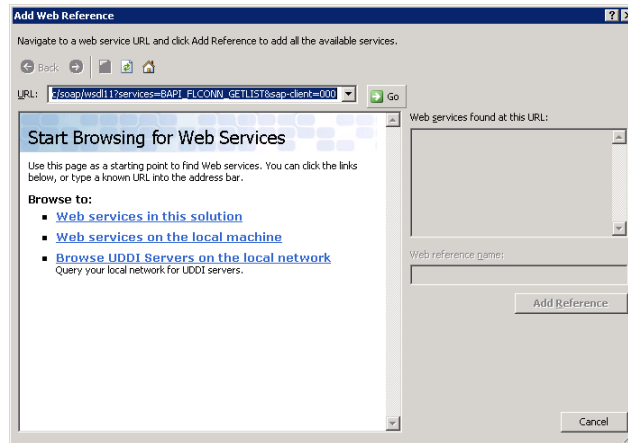 Add Web Reference
Navigate to a web service URL and click Add Reference to add all the available services.
Back
URL: c/soap/wsdl11?services=BAPI_FLCONN_GETLIST&sap-client=000 Go
Start Browsing for Web Services
Use this page as a starting point to find Web services. You can click the links
below, or type a known URL into the address bar.
Browse to:
Web services in this solution
Web services on the local machine
Browse UDDI Servers on the local network
Query your local network for UDDI servers.
Web services found at this URL:
Web reference name:
Add Reference
Cancel